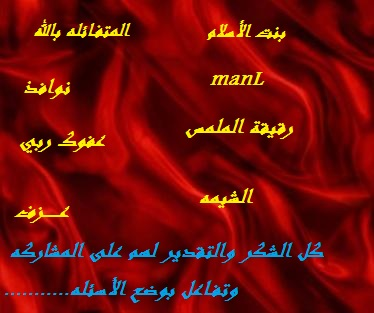 بنت الأسلام
المتفائله بالله
manL
نوافذ
رقيقة الملمس
عفوك ربي
الشيمه
عـــزف
كل الشكر والتقدير لهم على المشاركه
وتفاعل بوضع الأسئله...........